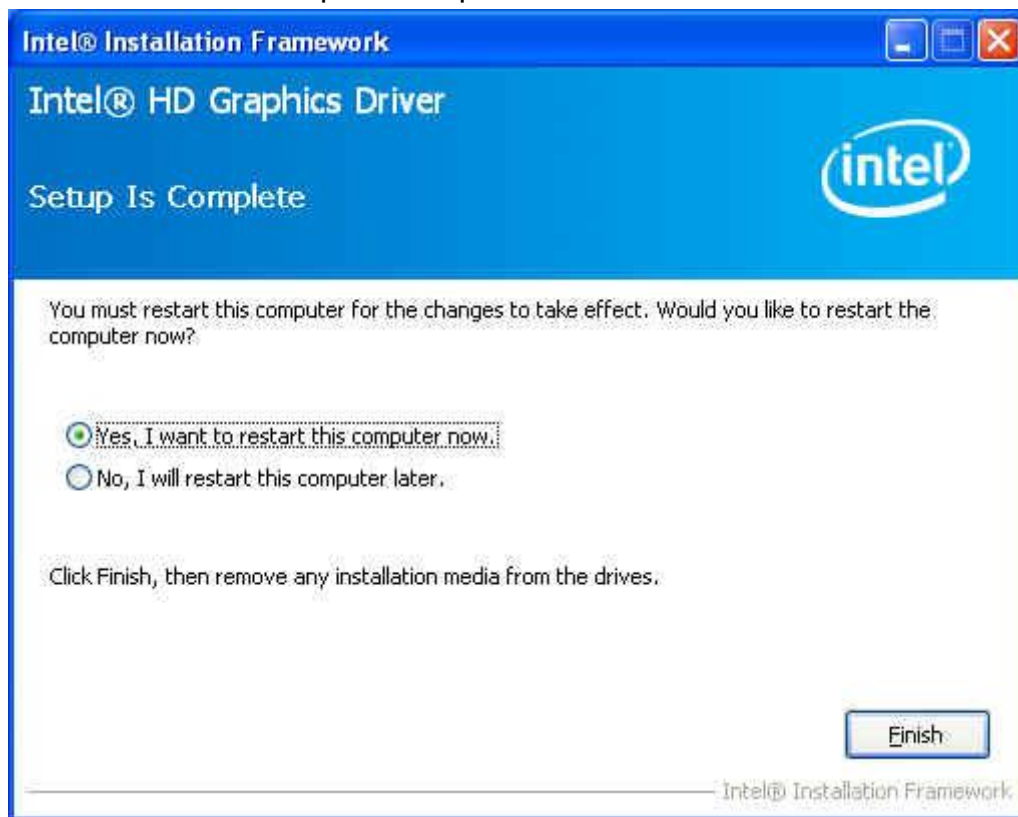 Intel® Installation Framework
Intel® HD Graphics Driver
intel
Setup Is Complete
You must restart this computer for the changes to take effect. Would you like to restart the
computer now?
Yes, I want to restart this computer now.
No, I will restart this computer later.
Click Finish, then remove any installation media from the drives.
Finish
Intel® Installation Framework